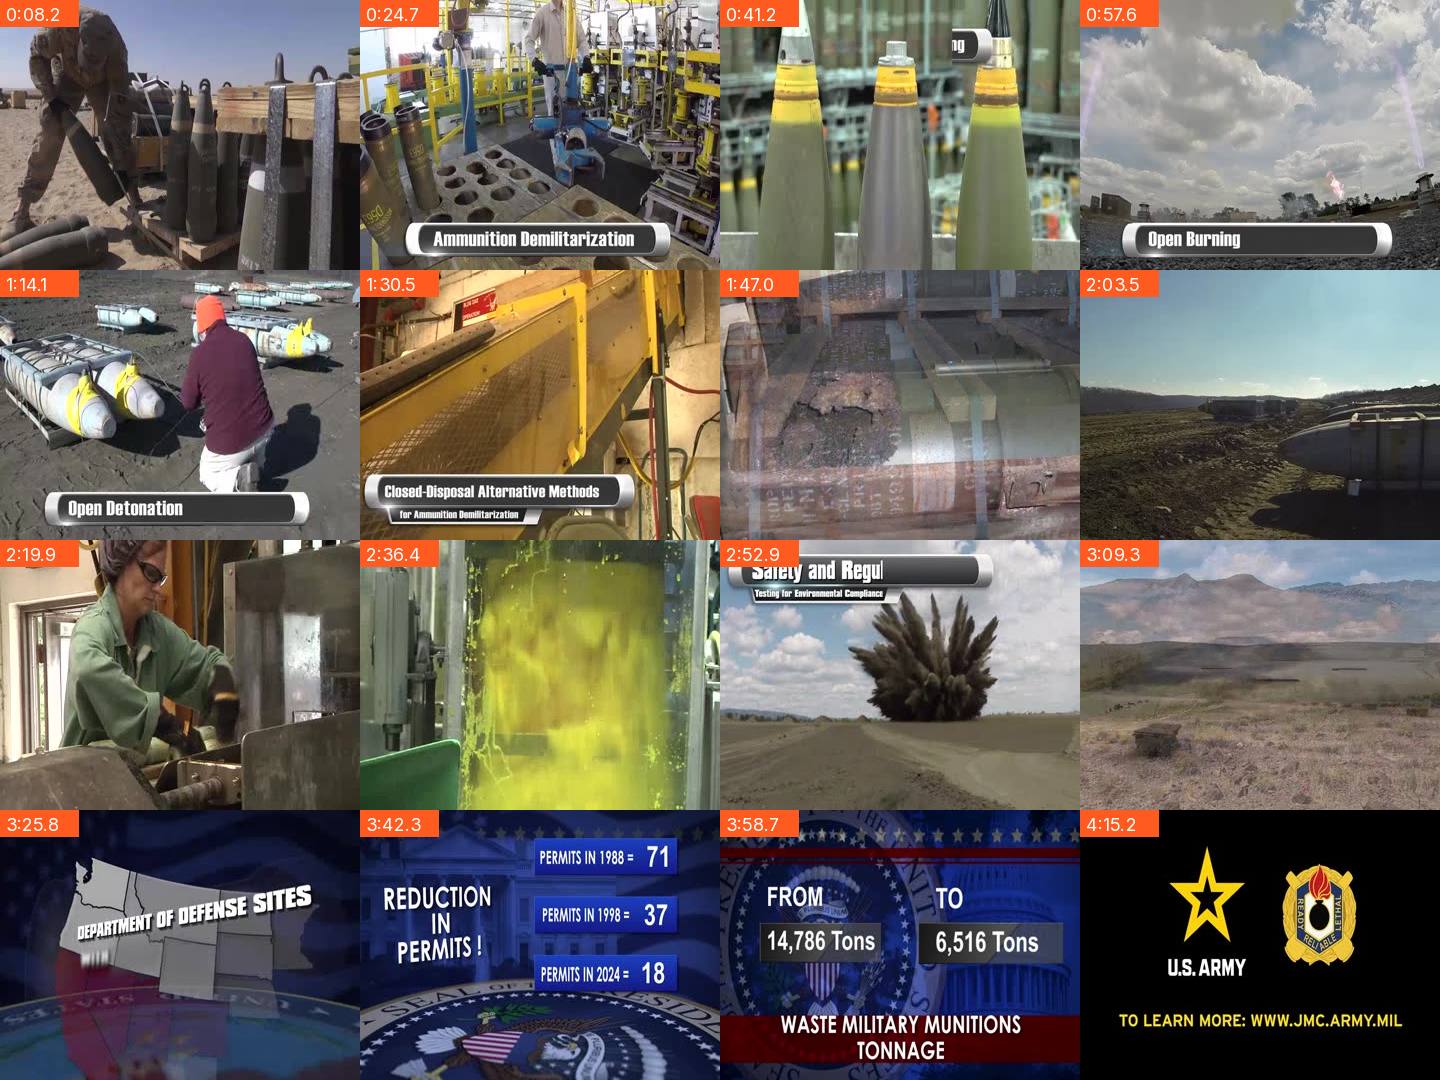 0:08.2
0:24.7
Ammunition Demilitarization
0:41.2
ng
0:57.6
Open Burning
1:14.1
Open Detonation
1:30.5
Closed-Disposal Alternative Methods
for Ammunition Demilitarization
1:47.0
2:03.5
2:19.9
2:36.4
2:52.9
Safety and Regul
Testing for Environmental Compliance
3:09.3
3:25.8
DEPARTMENT OF DEFENSE SITES
3:42.3
REDUCTION
IN
PERMITS !
PERMITS IN 1988 = 71
PERMITS IN 1998 = 37
PERMITS IN 2024 = 18
3:58.7
FROM
14,786 Tons
TO
6,516 Tons
WASTE MILITARY MUNITIONS
TONNAGE
4:15.2
U.S. ARMY
READY
RELIABLE
LETHAL
TO LEARN MORE: WWW.JMC.ARMY.MIL